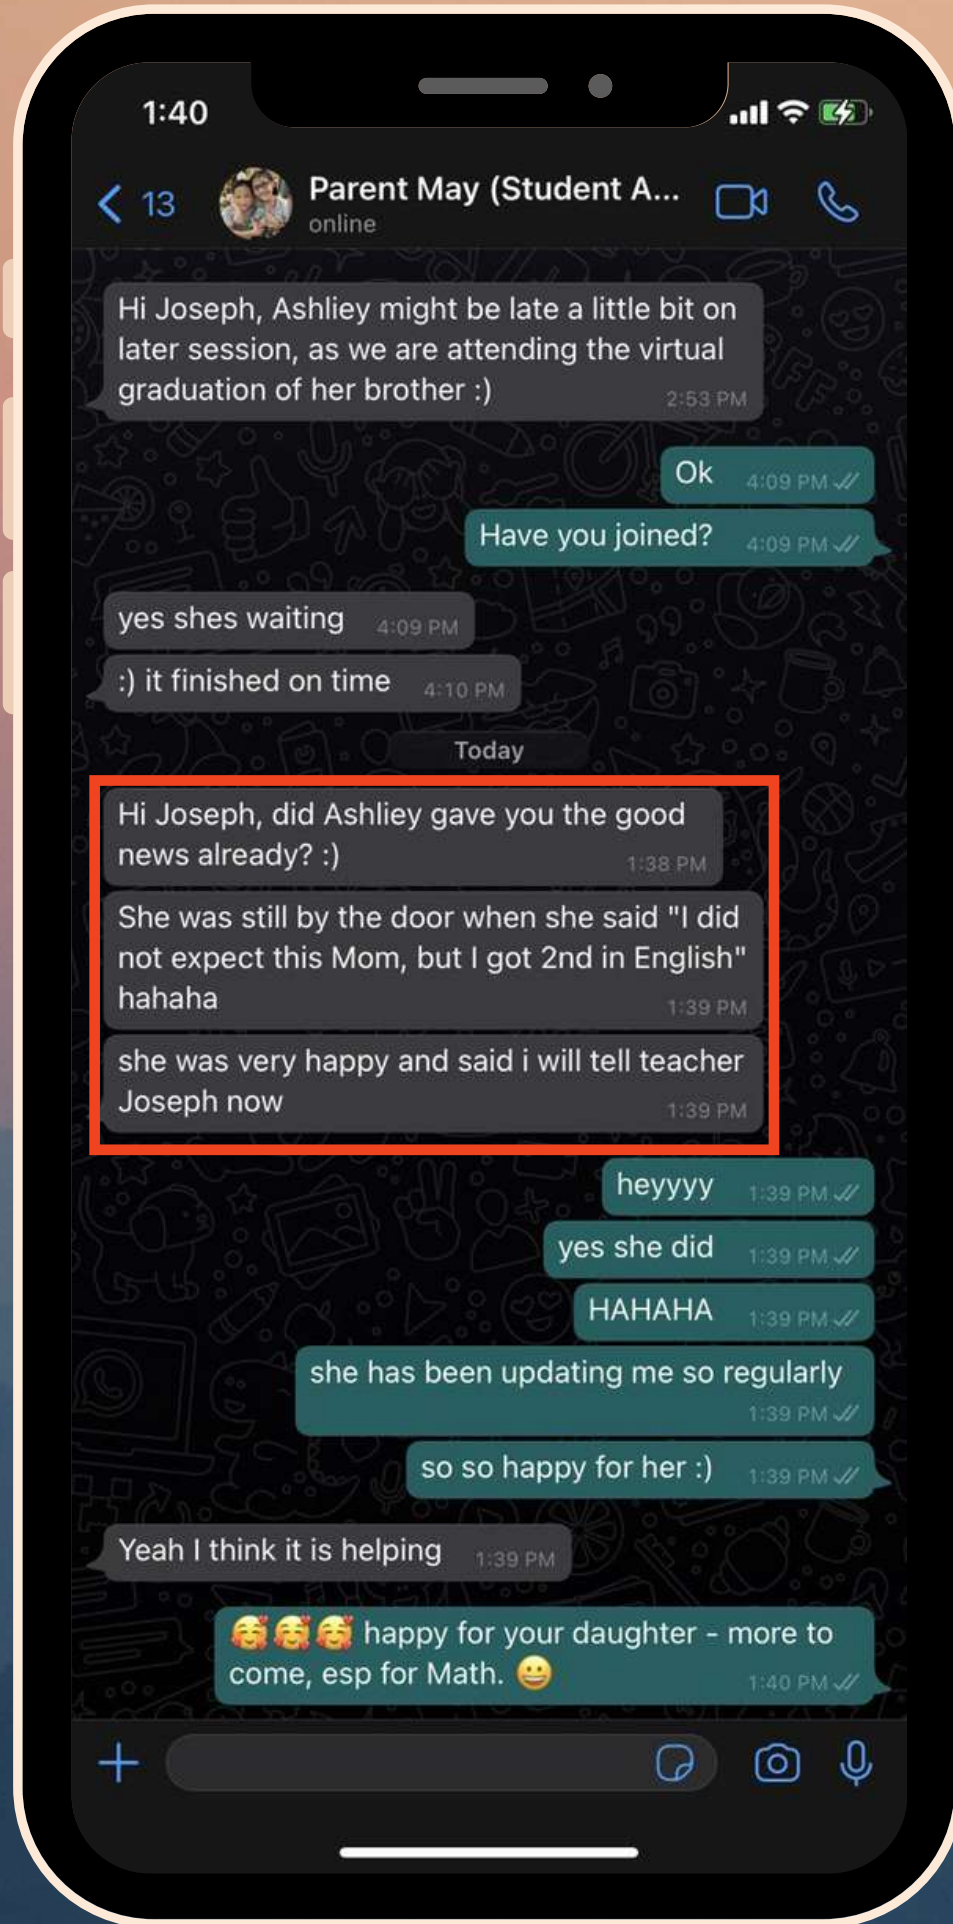 1:40
13
Parent May (Student A...
online
Hi Joseph, Ashliey might be late a little bit on
later session, as we are attending the virtual
graduation of her brother :)
2:53 PM
Ok 4:09 PM
Have you joined? 4:09 PM
yes shes waiting 4:09 PM
:) it finished on time 4:10 PM
Today
Hi Joseph, did Ashliey gave you the good
news already? :) 1:38 PM
She was still by the door when she said "I did
not expect this Mom, but I got 2nd in English"
hahaha 1:39 PM
she was very happy and said i will tell teacher
Joseph now 1:39 PM
heyyyy 1:39 PM
yes she did 1:39 PM
HAHAHA 1:39 PM
she has been updating me so regularly
1:39 PM
so so happy for her :) 1:39 PM
Yeah I think it is helping 1:39 PM
🥰🥰🥰 happy for your daughter - more to
come, esp for Math. 😀 1:40 PM